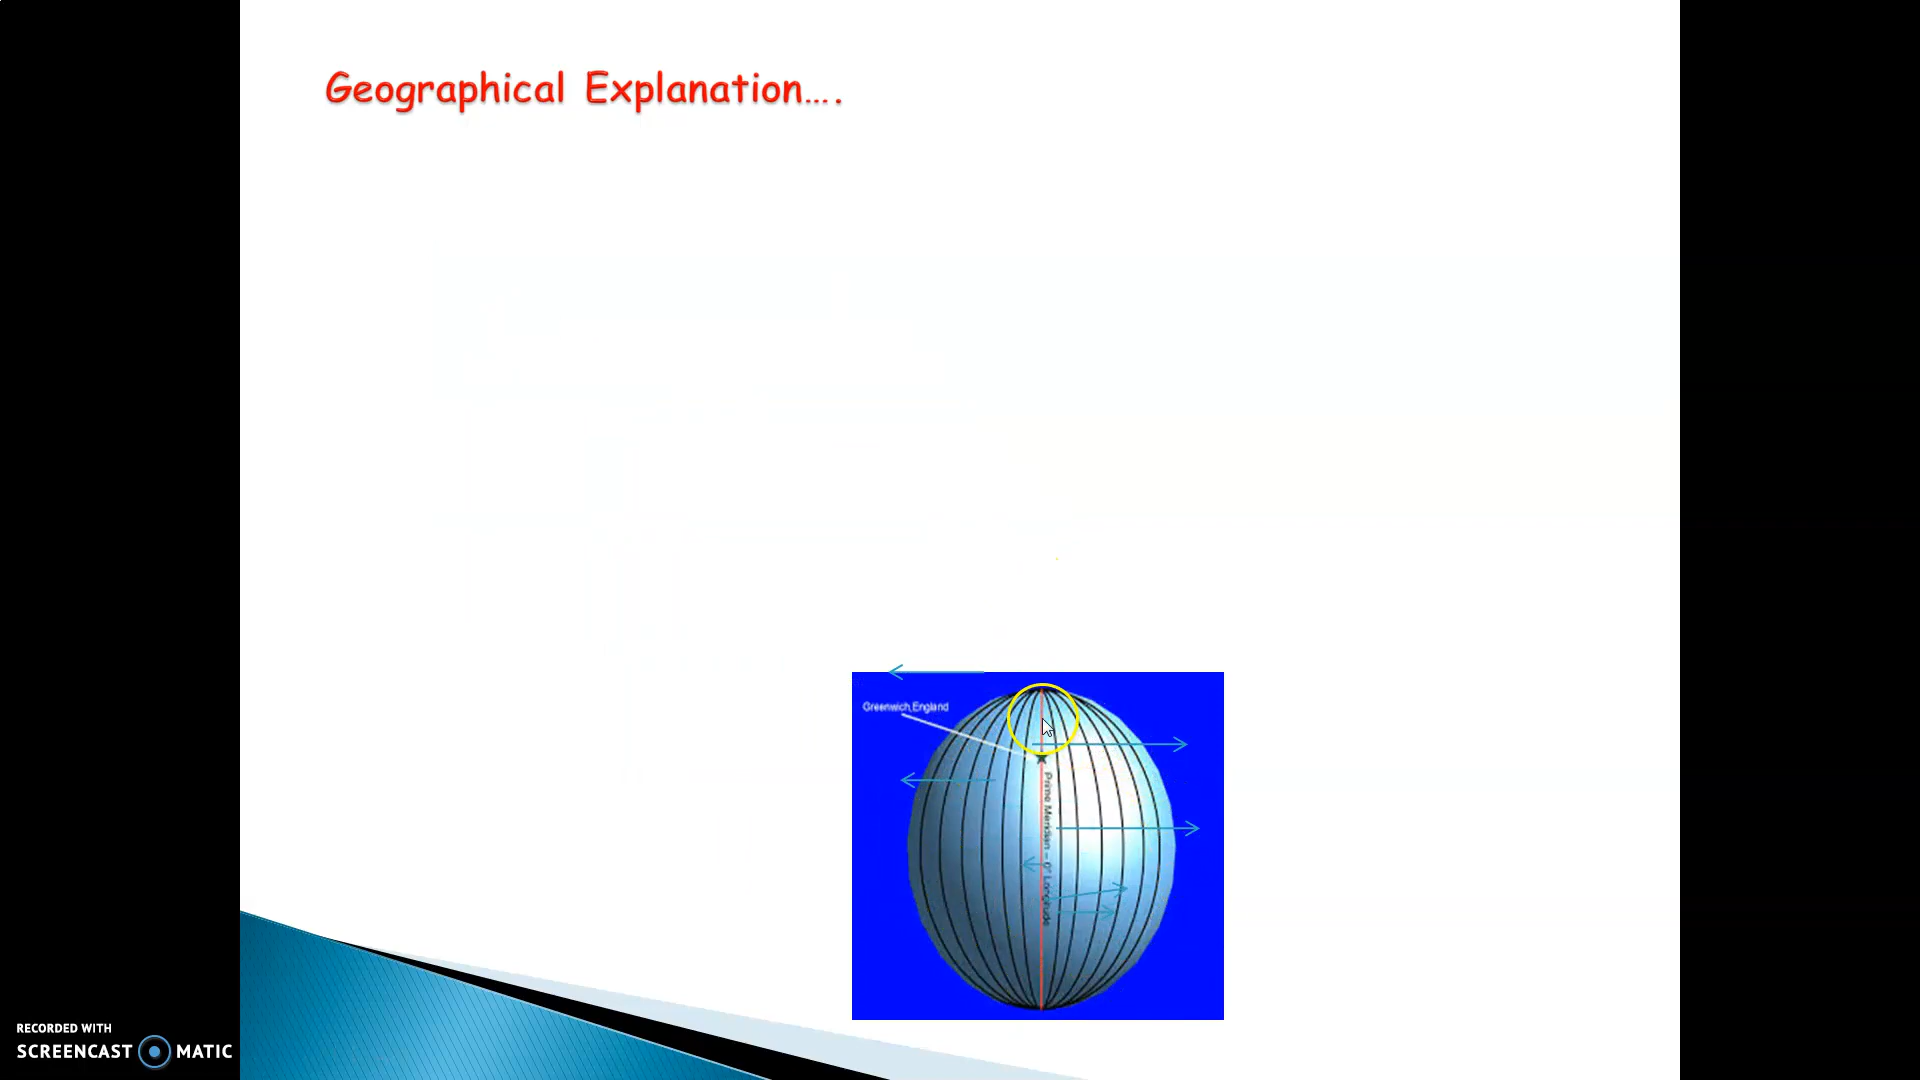 Geographical Explanation....
Greenwich,England
Prime Meridian - 0° Longitude
RECORDED WITH
SCREENCAST MATIC